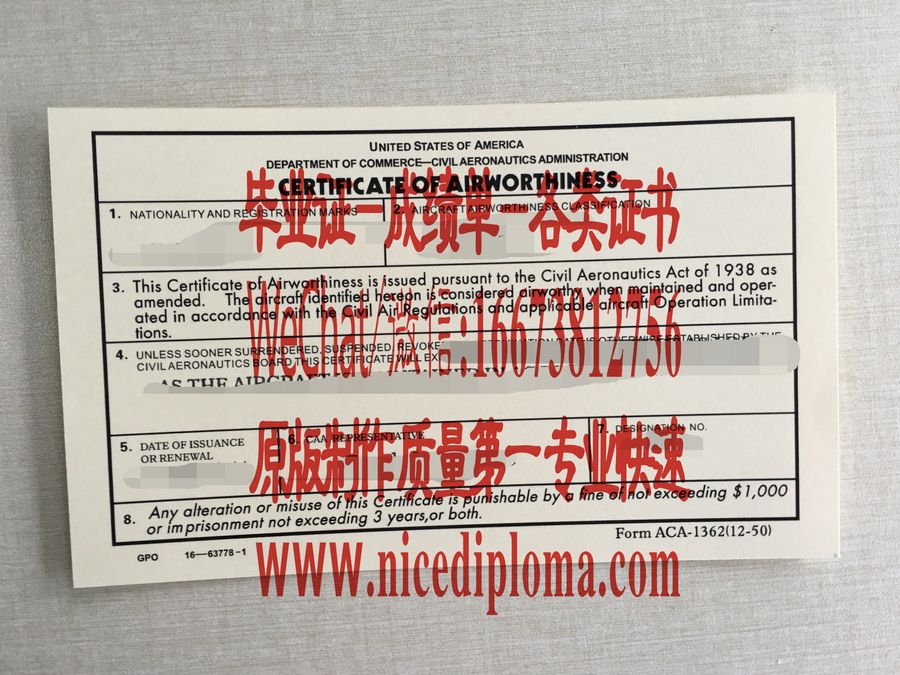 UNITED STATES OF AMERICA
DEPARTMENT OF COMMERCE—CIVIL AERONAUTICS ADMINISTRATION
CERTIFICATE OF AIRWORTHINESS
毕业证—成绩单 各类证书
1. NATIONALITY AND REGISTRATION MARKS
2. AIRCRAFT AIRWORTHINESS CLASSIFICATION
3. This Certificate of Airworthiness is issued pursuant to the Civil Aeronautics Act of 1938 as
amended. The aircraft identified hereon is considered airworthy when maintained and oper-
ated in accordance with the Civil Air Regulations and applicable aircraft Operation Limita-
tions.
WeChat/微信:16673812756
4. UNLESS SOONER SURRENDERED, SUSPENDED, REVOKE DATE IS OTHERWISE ESTABLISHED BY THE
CIVIL AERONAUTICS BOARD THIS CERTIFICATE WILL EX
AS THE AIRCRAFT
5. DATE OF ISSUANCE
OR RENEWAL
6. CAA REPRESENTATIVE
7. DESIGNATION NO.
原版制作质量第一专业快速
8. Any alteration or misuse of this Certificate is punishable by a fine of not exceeding $1,000
or imprisonment not exceeding 3 years, or both.
Form ACA-1362(12-50)
GPO 16—63778-1
WWW.nicediploma.com